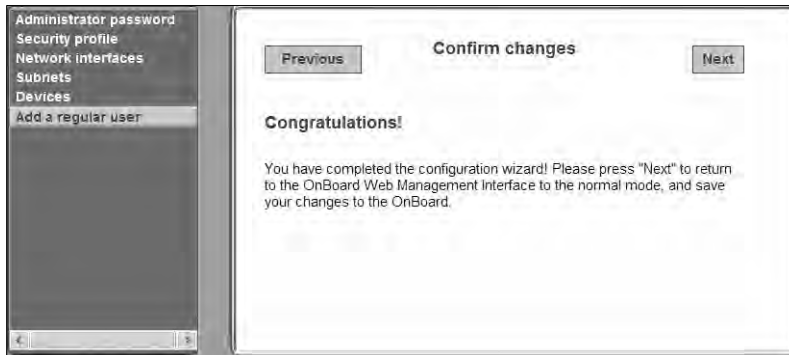 Administrator password
Security profile
Network interfaces
Subnets
Devices
Add a regular user
Previous
Confirm changes
Next
Congratulations!
You have completed the configuration wizard! Please press "Next" to return
to the OnBoard Web Management Interface to the normal mode, and save
your changes to the OnBoard.